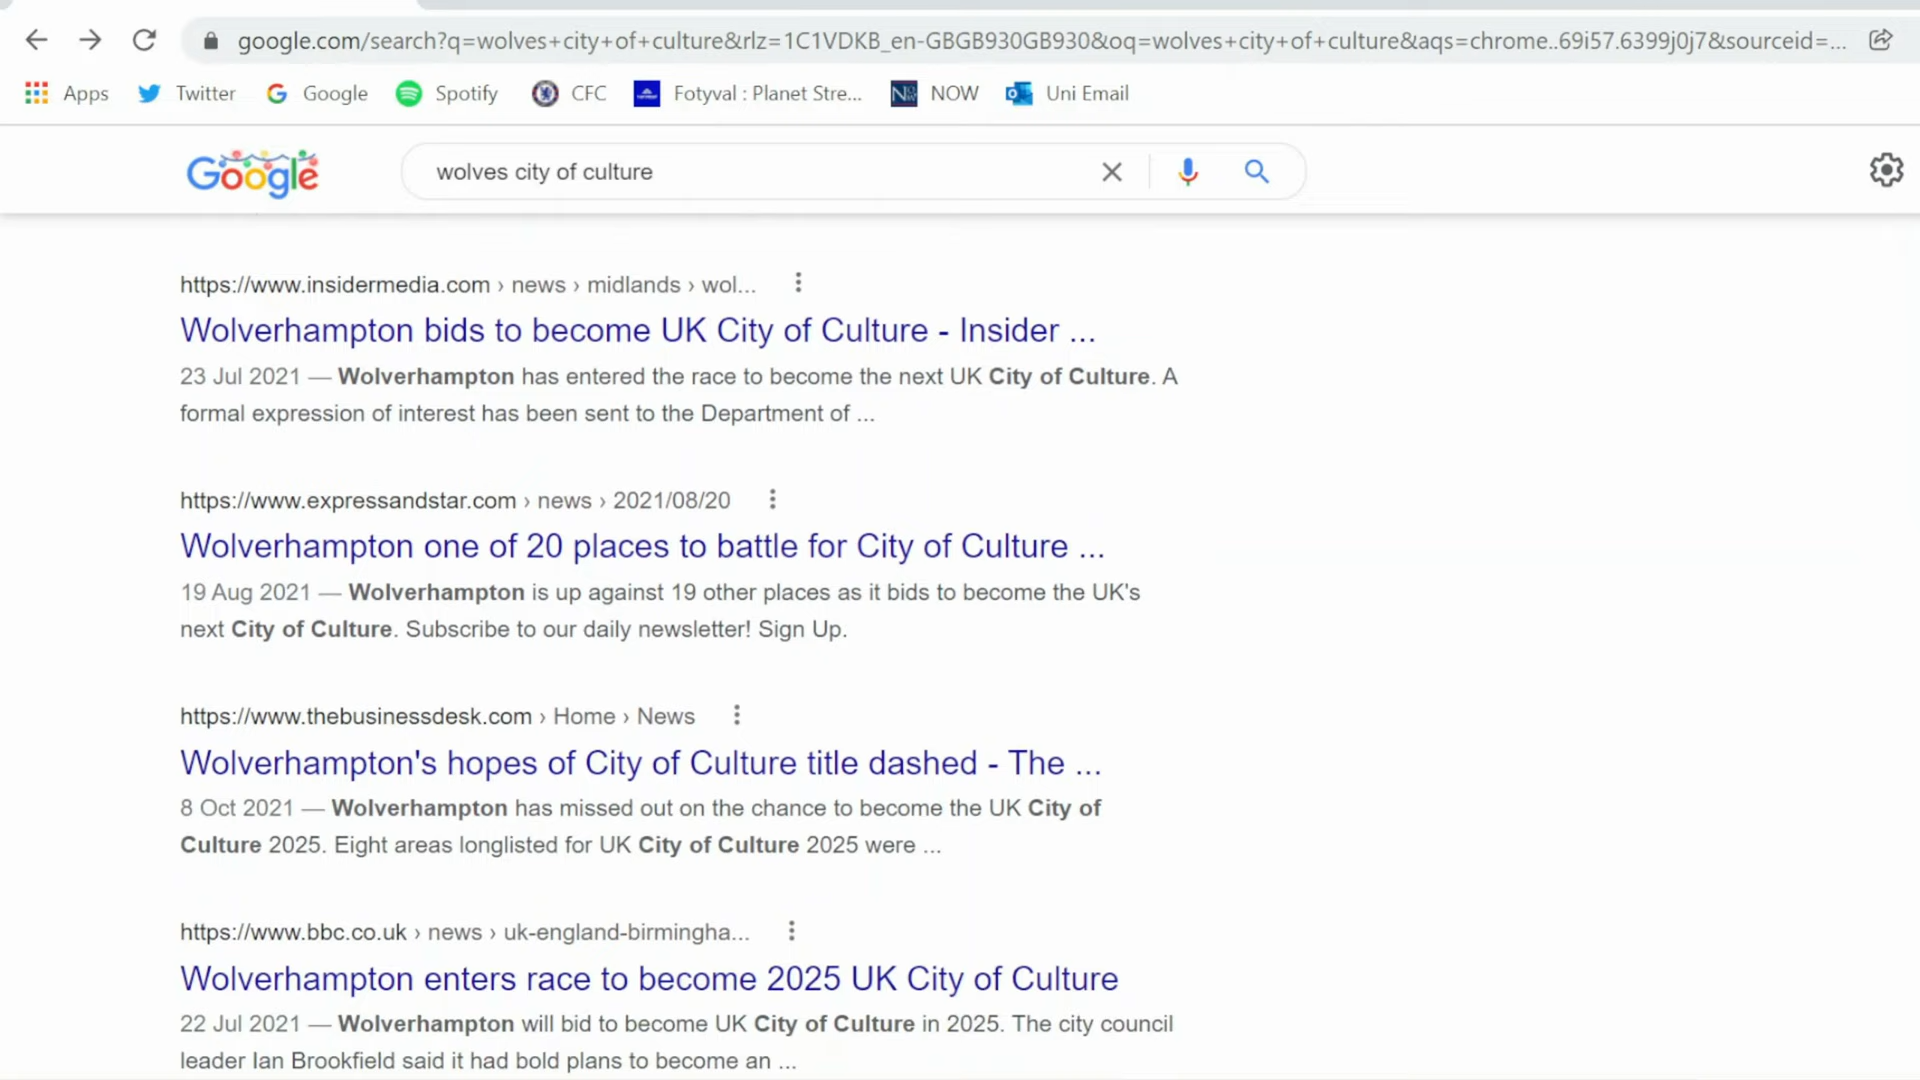 google.com/search?q=wolves+city+of+culture&rlz=1C1VDKB_en-GBGB930GB930&oq=wolves+city+of+culture&aqs=chrome..69i57.6399j0j7&sourceid=...
Apps Twitter Google Spotify CFC Fotyval : Planet Stre... NOW Uni Email
Google wolves city of culture
https://www.insidermedia.com › news › midlands › wol...
Wolverhampton bids to become UK City of Culture - Insider ...
23 Jul 2021 — Wolverhampton has entered the race to become the next UK City of Culture. A
formal expression of interest has been sent to the Department of ...
https://www.expressandstar.com › news › 2021/08/20
Wolverhampton one of 20 places to battle for City of Culture ...
19 Aug 2021 — Wolverhampton is up against 19 other places as it bids to become the UK's
next City of Culture. Subscribe to our daily newsletter! Sign Up.
https://www.thebusinessdesk.com › Home › News
Wolverhampton's hopes of City of Culture title dashed - The ...
8 Oct 2021 — Wolverhampton has missed out on the chance to become the UK City of
Culture 2025. Eight areas longlisted for UK City of Culture 2025 were ...
https://www.bbc.co.uk › news › uk-england-birmingha...
Wolverhampton enters race to become 2025 UK City of Culture
22 Jul 2021 — Wolverhampton will bid to become UK City of Culture in 2025. The city council
leader Ian Brookfield said it had bold plans to become an ...